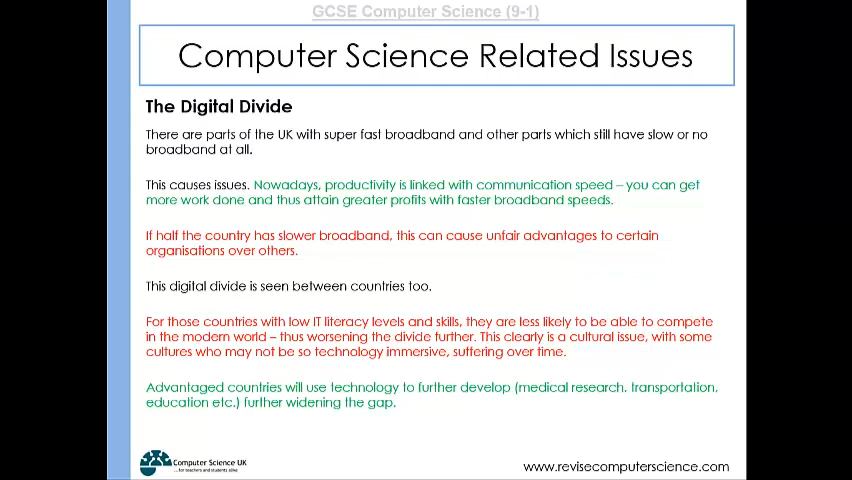 GCSE Computer Science (9-1)
Computer Science Related Issues
The Digital Divide
There are parts of the UK with super fast broadband and other parts which still have slow or no
broadband at all.
This causes issues. Nowadays, productivity is linked with communication speed – you can get
more work done and thus attain greater profits with faster broadband speeds.
If half the country has slower broadband, this can cause unfair advantages to certain
organisations over others.
This digital divide is seen between countries too.
For those countries with low IT literacy levels and skills, they are less likely to be able to compete
in the modern world – thus worsening the divide further. This clearly is a cultural issue, with some
cultures who may not be so technology immersive, suffering over time.
Advantaged countries will use technology to further develop (medical research. transportation,
education etc.) further widening the gap.
Computer Science UK
...for teachers and students alike
www.revisecomputerscience.com